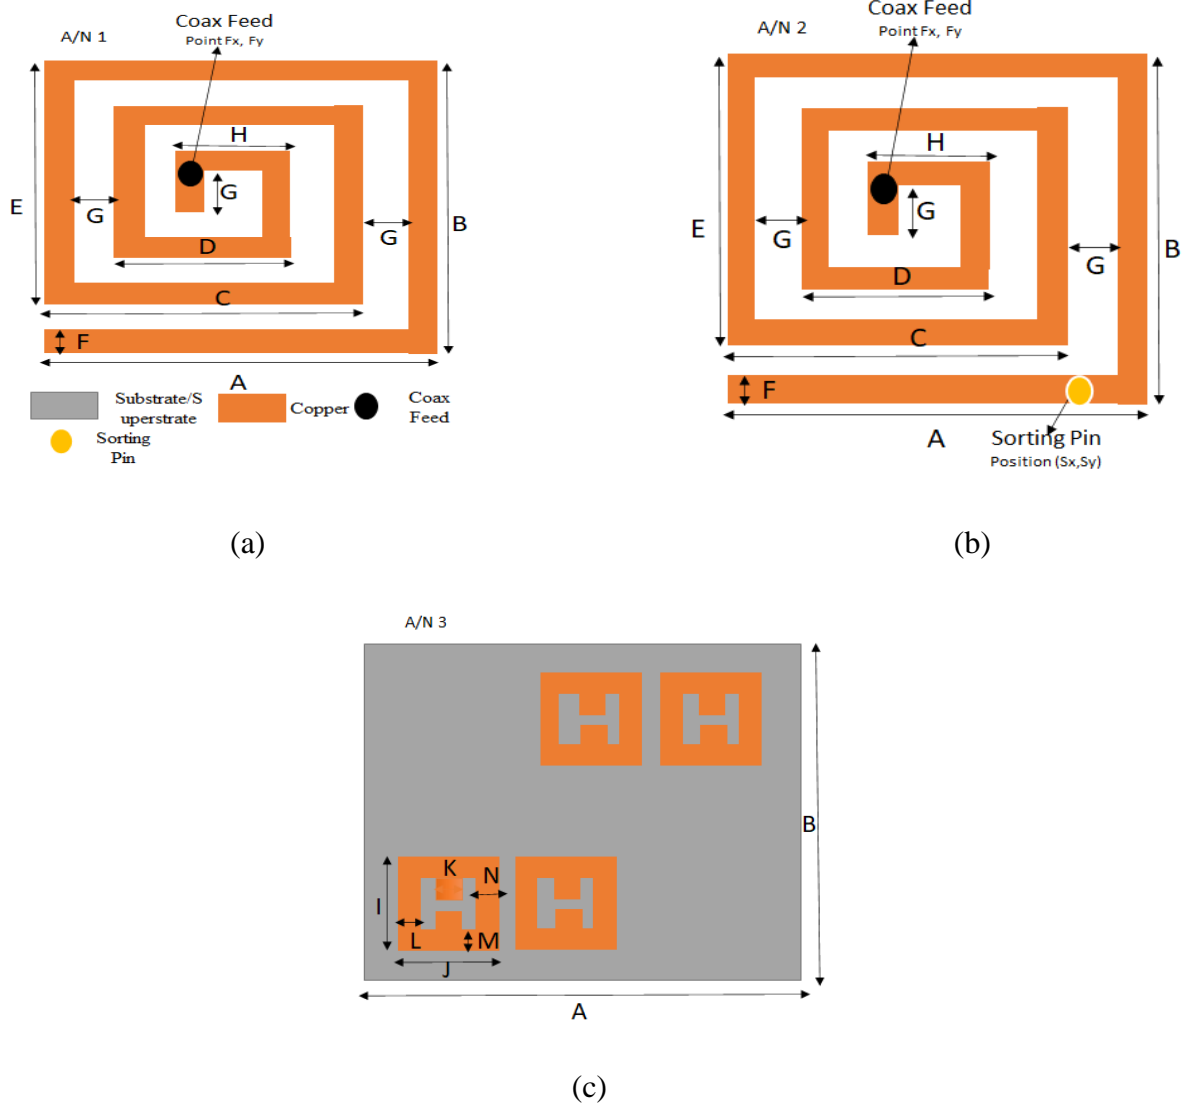 Coax Feed
Point Fx, Fy
A/N 1
H
G
E
G
G
B
D
C
F
A
Substrate/S
uperstrate
Copper
Coax
Feed
Sorting
Pin
(a)
Coax Feed
Point Fx, Fy
A/N 2
H
G
E
G
G
B
D
C
F
A
Sorting Pin
Position (Sx,Sy)
(b)
A/N 3
B
K
N
I
L
M
J
A
(c)